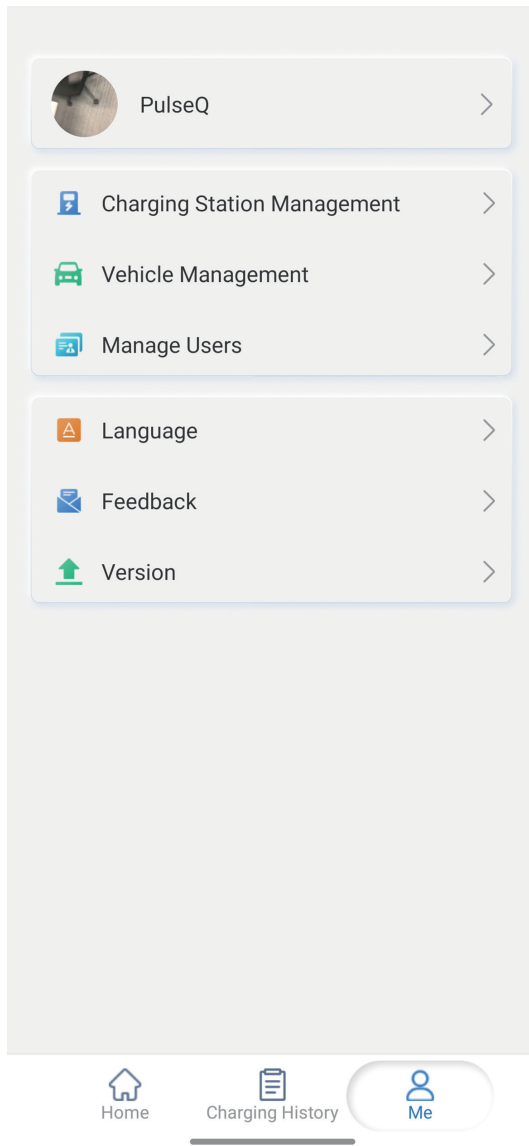 PulseQ
Charging Station Management
Vehicle Management
Manage Users
Language
Feedback
Version
Home
Charging History
Me